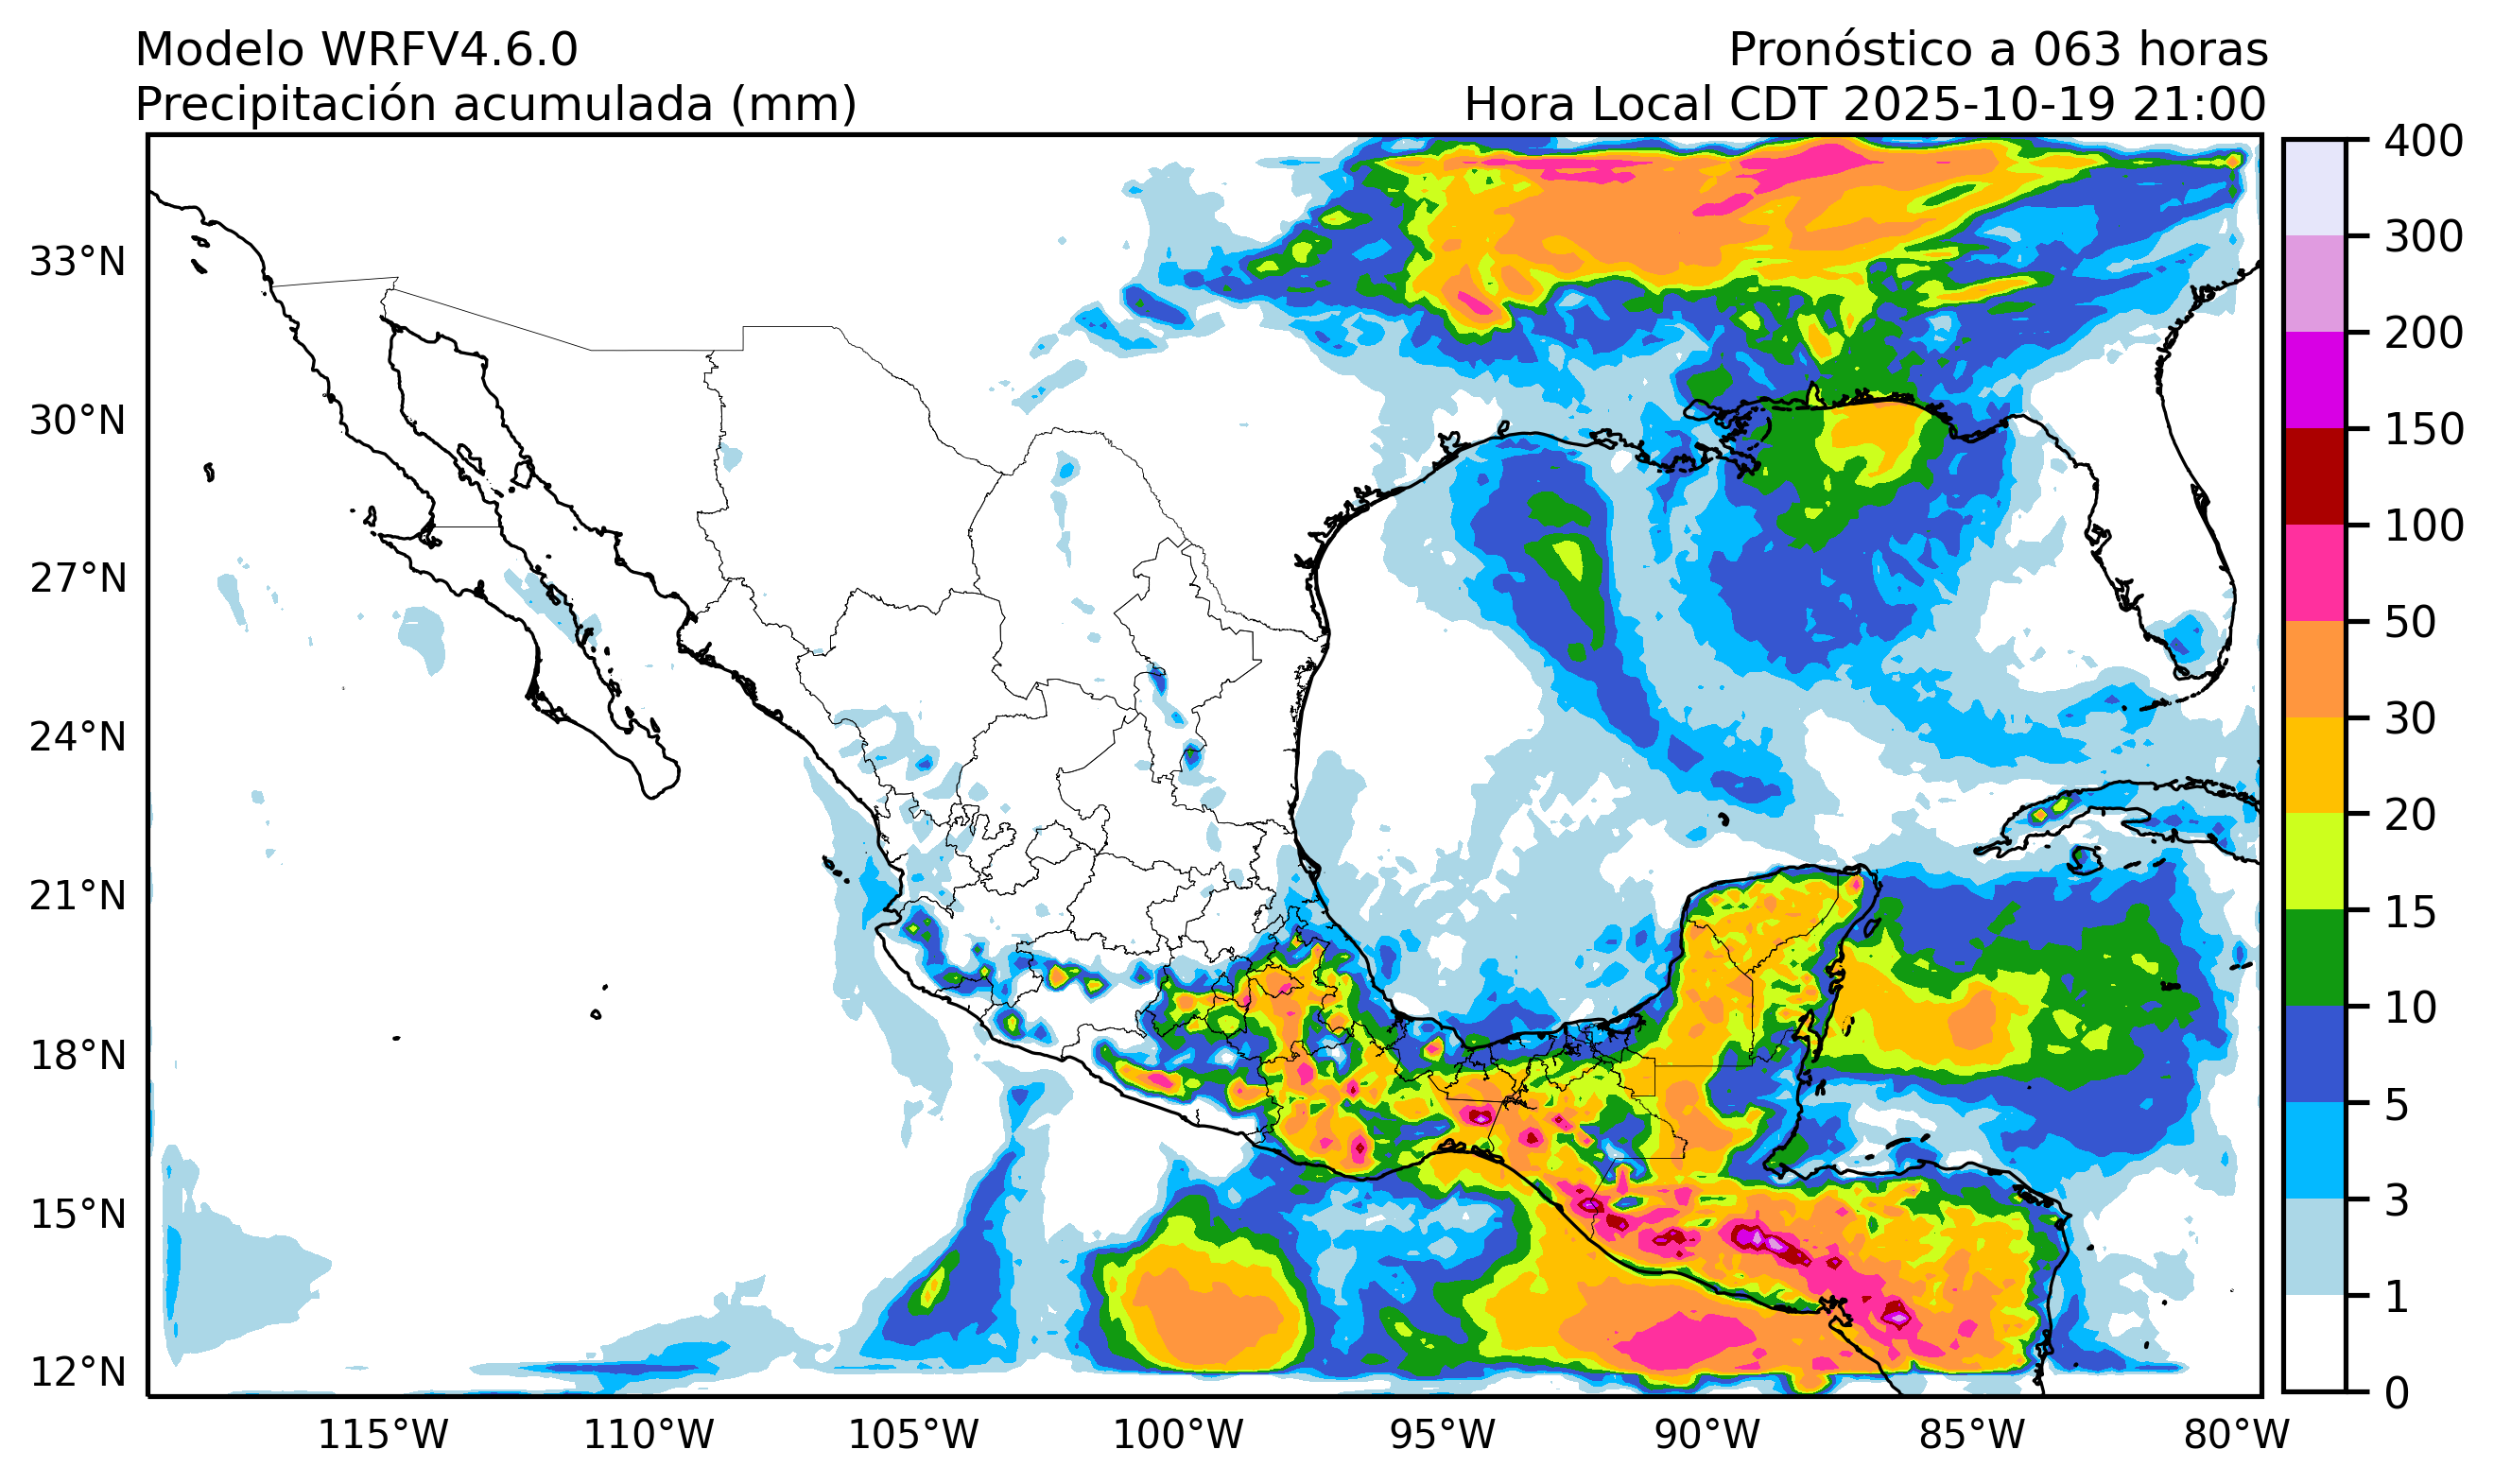 Modelo WRFV4.6.0
Pronóstico a 063 horas
Precipitación acumulada (mm)
Hora Local CDT 2025-10-19 21:00
33°N
30°N
27°N
24°N
21°N
18°N
15°N
12°N
115°W
110°W
105°W
100°W
95°W
90°W
85°W
80°W
400
300
200
150
100
50
30
20
15
10
5
3
1
0